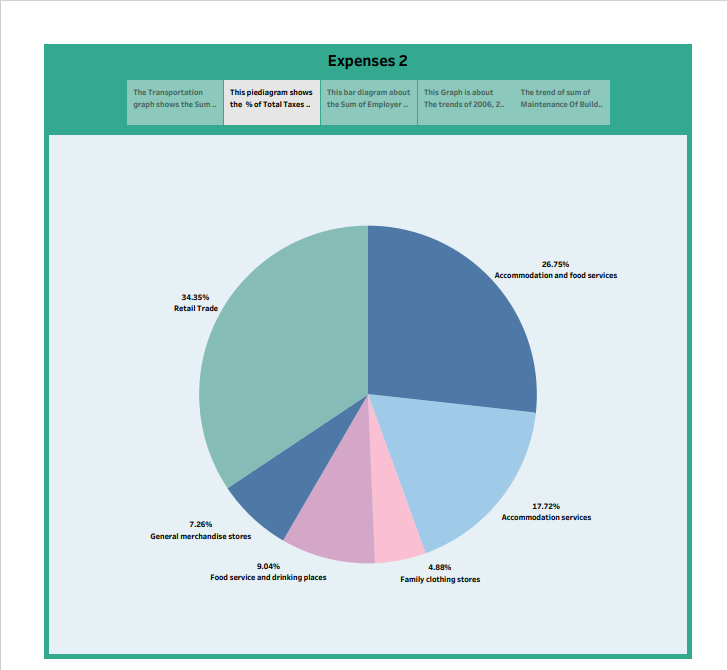 Expenses 2
The Transportation
graph shows the Sum ..
This piediagram shows
the % of Total Taxes ..
This bar diagram about
the Sum of Employer ..
This Graph is about
The trends of 2006, 2..
The trend of sum of
Maintenance Of Build..
26.75%
Accommodation and food services
34.35%
Retail Trade
17.72%
Accommodation services
7.26%
General merchandise stores
9.04%
Food service and drinking places
4.88%
Family clothing stores